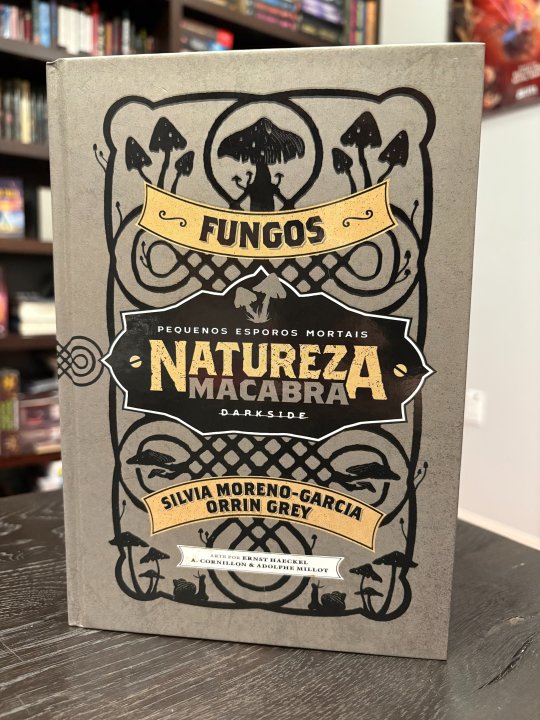 FUNGOS
PEQUENOS ESPOROS MORTAIS
NATUREZA
MACABRA
DARKSIDE
SILVIA MORENO-GARCIA
ORRIN GREY
ARTE POR ERNST HAECKEL
A. CORNILLON & ADOLPHE MILLOT